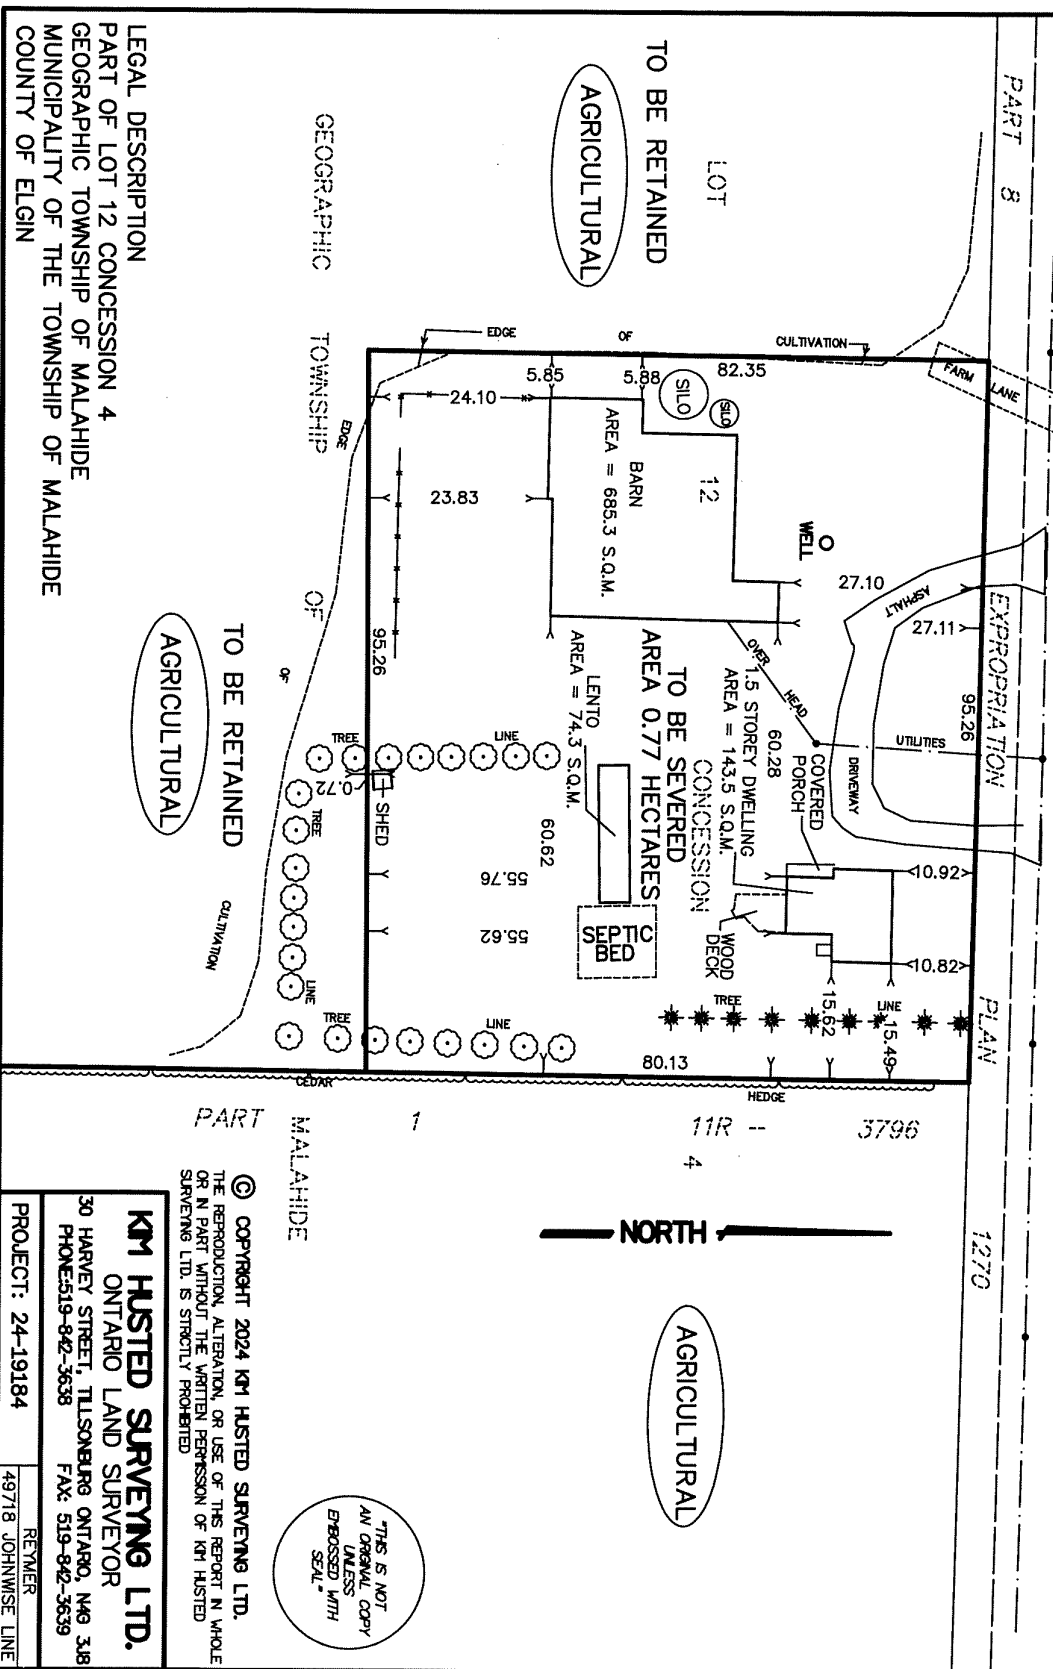 PART 8
EXPROPRIATION
PLAN
1270
TO BE RETAINED
AGRICULTURAL
LOT
GEOGRAPHIC
TOWNSHIP
OF
MALAHIDE
LEGAL DESCRIPTION
PART OF LOT 12 CONCESSION 4
GEOGRAPHIC TOWNSHIP OF MALAHIDE
MUNICIPALITY OF THE TOWNSHIP OF MALAHIDE
COUNTY OF ELGIN
EDGE
OF
CULTIVATION
82.35
FARM LANE
5.85
5.88
SILO
SILO
24.10
23.83
BARN
AREA = 685.3 S.Q.M.
12
WELL
27.10
27.11
ASPHALT
DRIVEWAY
95.26
OVER
HEAD
UTILITIES
60.28
COVERED
PORCH
1.5 STOREY DWELLING
AREA = 143.5 S.Q.M.
CONCESSION
TO BE SEVERED
AREA 0.77 HECTARES
LENTO
AREA = 74.3 S.Q.M.
60.62
55.76
55.62
SEPTIC
BED
WOOD
DECK
10.92
10.82
15.62
15.49
TREE
LINE
80.13
95.26
TREE
LINE
0.72
SHED
TREE
LINE
TREE
LINE
EDGE
OF
CULTIVATION
TO BE RETAINED
AGRICULTURAL
CEDAR
HEDGE
PART
1
11R --
3796
4
NORTH
AGRICULTURAL
"THIS IS NOT
AN ORIGINAL COPY
UNLESS
EMBOSSED WITH
SEAL"
© COPYRIGHT 2024 KIM HUSTED SURVEYING LTD.
THE REPRODUCTION, ALTERATION, OR USE OF THIS REPORT IN WHOLE
OR IN PART WITHOUT THE WRITTEN PERMISSION OF KIM HUSTED
SURVEYING LTD. IS STRICTLY PROHIBITED
KIM HUSTED SURVEYING LTD.
ONTARIO LAND SURVEYOR
30 HARVEY STREET, TILLSONBURG ONTARIO, N4G 3J8
PHONE:519-842-3638 FAX: 519-842-3639
PROJECT: 24-19184
REYMER
49718 JOHNWISE LINE